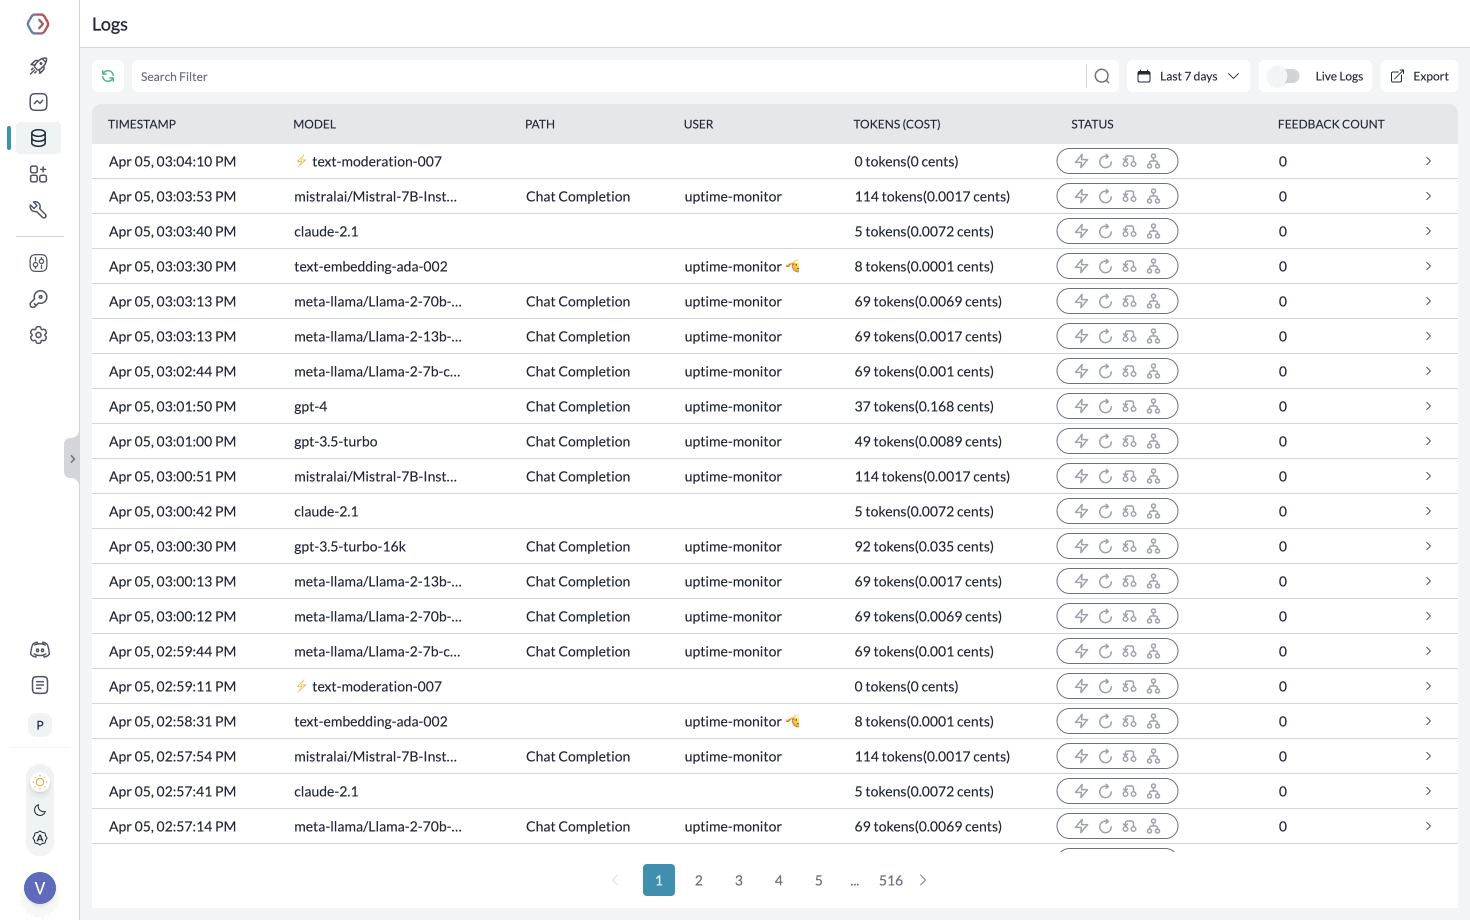 Logs
Search Filter
Last 7 days
Live Logs
Export
TIMESTAMP MODEL PATH USER TOKENS (COST) STATUS FEEDBACK COUNT
Apr 05, 03:04:10 PM ⚡ text-moderation-007 0 tokens(0 cents) 0
Apr 05, 03:03:53 PM mistralai/Mistral-7B-Inst... Chat Completion uptime-monitor 114 tokens(0.0017 cents) 0
Apr 05, 03:03:40 PM claude-2.1 5 tokens(0.0072 cents) 0
Apr 05, 03:03:30 PM text-embedding-ada-002 uptime-monitor 8 tokens(0.0001 cents) 0
Apr 05, 03:03:13 PM meta-llama/Llama-2-70b-... Chat Completion uptime-monitor 69 tokens(0.0069 cents) 0
Apr 05, 03:03:13 PM meta-llama/Llama-2-13b-... Chat Completion uptime-monitor 69 tokens(0.0017 cents) 0
Apr 05, 03:02:44 PM meta-llama/Llama-2-7b-c... Chat Completion uptime-monitor 69 tokens(0.001 cents) 0
Apr 05, 03:01:50 PM gpt-4 Chat Completion uptime-monitor 37 tokens(0.168 cents) 0
Apr 05, 03:01:00 PM gpt-3.5-turbo Chat Completion uptime-monitor 49 tokens(0.0089 cents) 0
Apr 05, 03:00:51 PM mistralai/Mistral-7B-Inst... Chat Completion uptime-monitor 114 tokens(0.0017 cents) 0
Apr 05, 03:00:42 PM claude-2.1 5 tokens(0.0072 cents) 0
Apr 05, 03:00:30 PM gpt-3.5-turbo-16k Chat Completion uptime-monitor 92 tokens(0.035 cents) 0
Apr 05, 03:00:13 PM meta-llama/Llama-2-13b-... Chat Completion uptime-monitor 69 tokens(0.0017 cents) 0
Apr 05, 03:00:12 PM meta-llama/Llama-2-70b-... Chat Completion uptime-monitor 69 tokens(0.0069 cents) 0
Apr 05, 02:59:44 PM meta-llama/Llama-2-7b-c... Chat Completion uptime-monitor 69 tokens(0.001 cents) 0
Apr 05, 02:59:11 PM ⚡ text-moderation-007 0 tokens(0 cents) 0
Apr 05, 02:58:31 PM text-embedding-ada-002 uptime-monitor 8 tokens(0.0001 cents) 0
Apr 05, 02:57:54 PM mistralai/Mistral-7B-Inst... Chat Completion uptime-monitor 114 tokens(0.0017 cents) 0
Apr 05, 02:57:41 PM claude-2.1 5 tokens(0.0072 cents) 0
Apr 05, 02:57:14 PM meta-llama/Llama-2-70b-... Chat Completion uptime-monitor 69 tokens(0.0069 cents) 0
1 2 3 4 5 ... 516
P
A
V